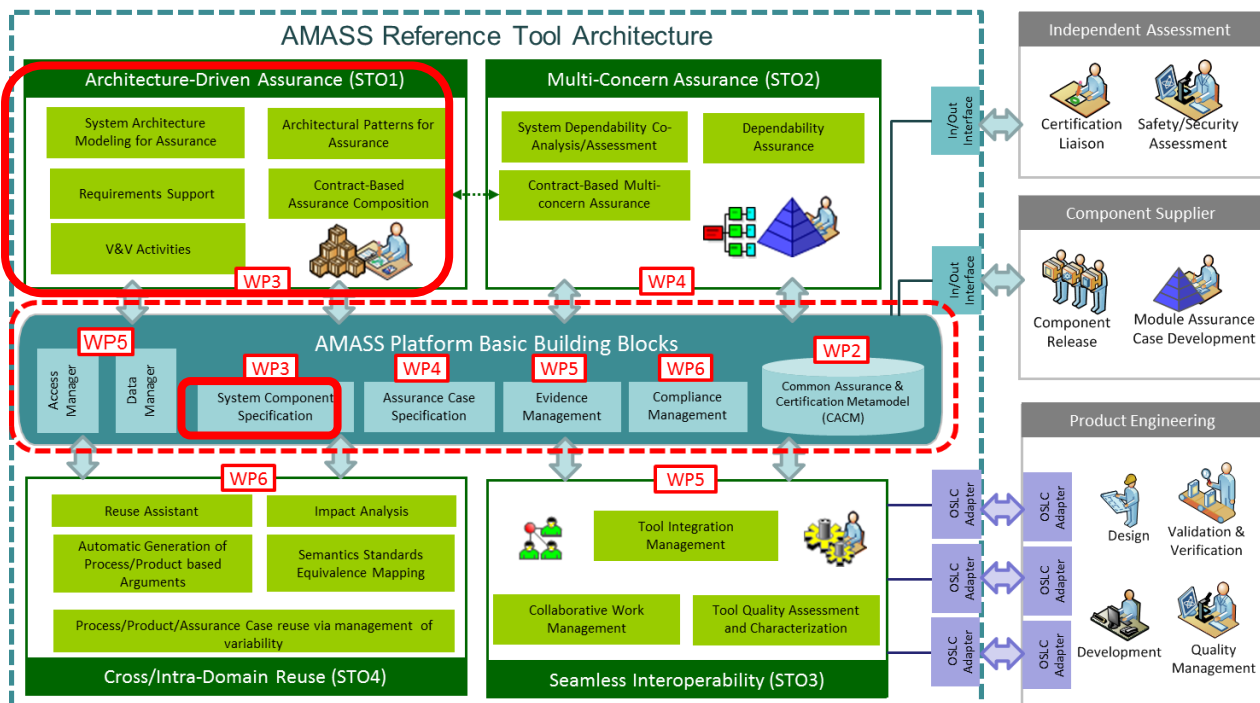 AMASS Reference Tool Architecture
Architecture-Driven Assurance (STO1)
System Architecture
Modeling for Assurance
Architectural Patterns for
Assurance
Requirements Support
Contract-Based
Assurance Composition
V&V Activities
WP3
Multi-Concern Assurance (STO2)
System Dependability Co-
Analysis/Assessment
Dependability
Assurance
Contract-Based Multi-
concern Assurance
WP4
In/Out
Interface
In/Out
Interface
Independent Assessment
Certification
Liaison
Safety/Security
Assessment
Component Supplier
Component
Release
Module Assurance
Case Development
AMASS Platform Basic Building Blocks
WP5
Access
Manager
Data
Manager
WP3
System Component
Specification
WP4
Assurance Case
Specification
WP5
Evidence
Management
WP6
Compliance
Management
WP2
Common Assurance &
Certification Metamodel
(CACM)
WP6
Reuse Assistant
Impact Analysis
Automatic Generation of
Process/Product based
Arguments
Semantics Standards
Equivalence Mapping
Process/Product/Assurance Case reuse via management of
variability
Cross/Intra-Domain Reuse (STO4)
WP5
Tool Integration
Management
Collaborative Work
Management
Tool Quality Assessment
and Characterization
Seamless Interoperability (STO3)
OSLC
Adapter
OSLC
Adapter
OSLC
Adapter
OSLC
Adapter
OSLC
Adapter
OSLC
Adapter
Product Engineering
Design
Validation &
Verification
Development
Quality
Management